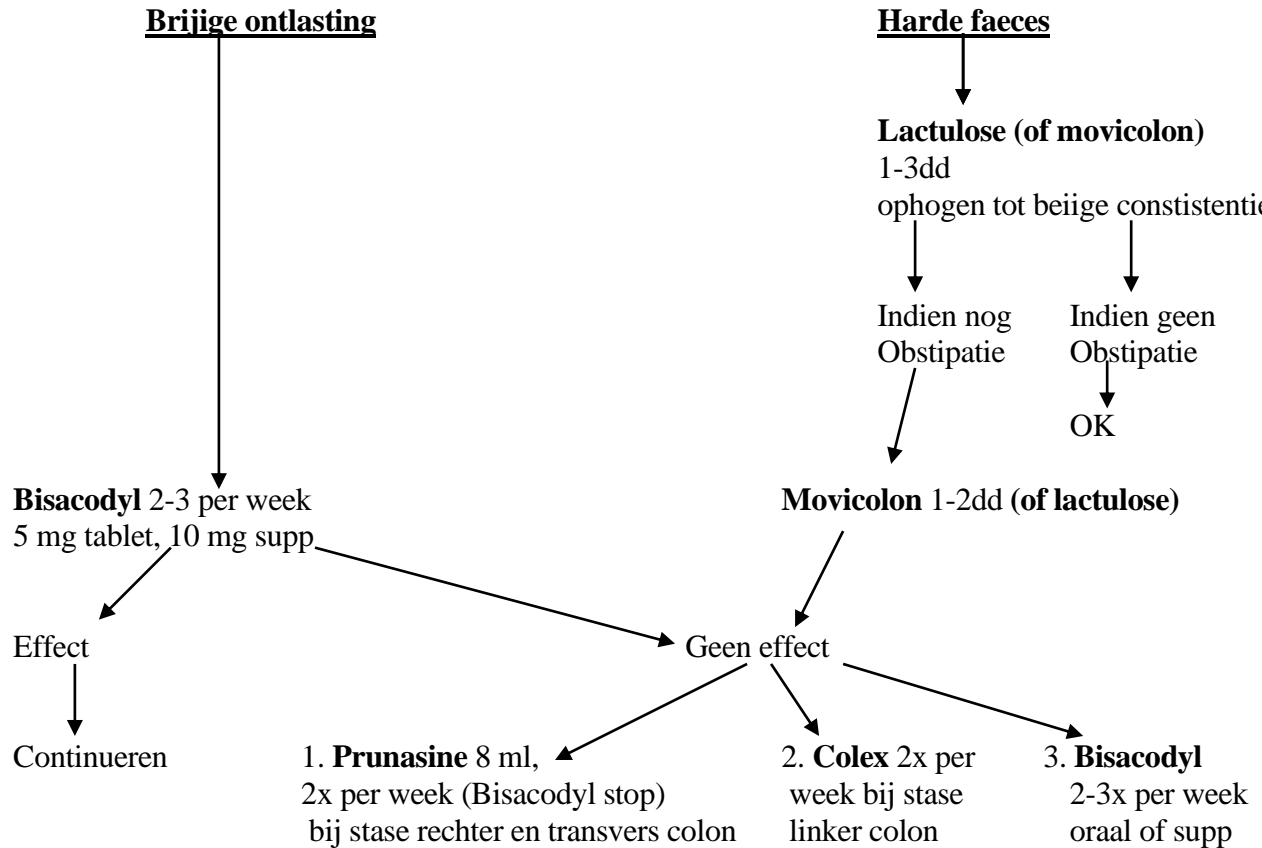 Brijige ontlasting
Harde faeces
Lactulose (of movicolon)
1-3dd
ophogen tot beiige constistentie
Indien nog
Obstipatie
Indien geen
Obstipatie
OK
Bisacodyl 2-3 per week
5 mg tablet, 10 mg supp
Movicolon 1-2dd (of lactulose)
Effect
Geen effect
Continueren
1. Prunasine 8 ml,
2x per week (Bisacodyl stop)
bij stase rechter en transvers colon
2. Colex 2x per
week bij stase
linker colon
3. Bisacodyl
2-3x per week
oraal of supp